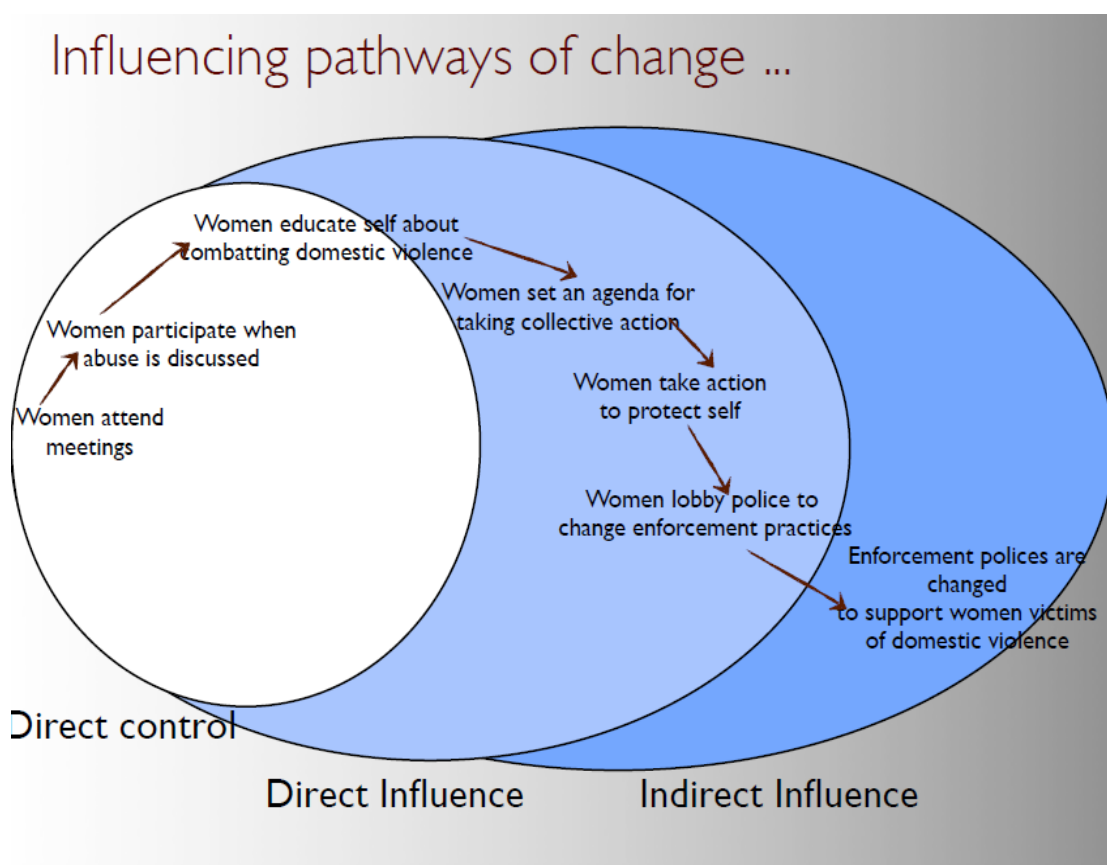 Influencing pathways of change ...
Women educate self about
combatting domestic violence
Women set an agenda for
taking collective action
Women participate when
abuse is discussed
Women take action
to protect self
Women attend
meetings
Women lobby police to
change enforcement practices
Enforcement polices are
changed
to support women victims
of domestic violence
Direct control
Direct Influence
Indirect Influence